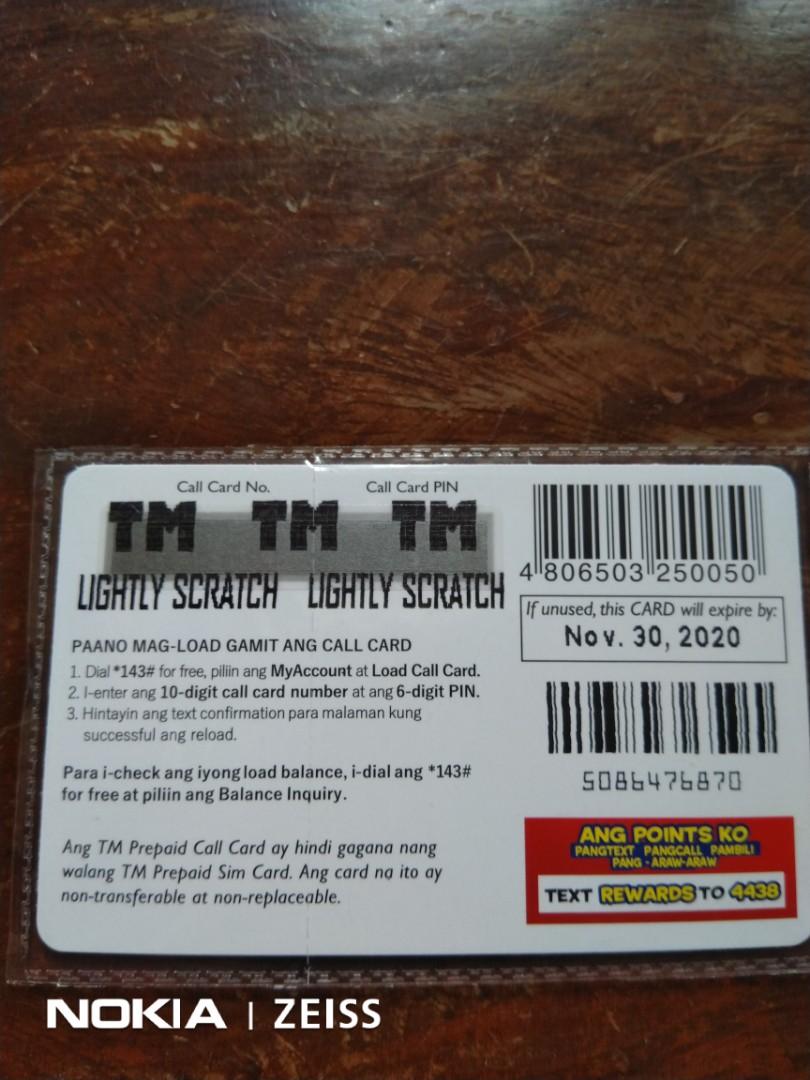 Call Card No. Call Card PIN
TM TM TM
LIGHTLY SCRATCH LIGHTLY SCRATCH
PAANO MAG-LOAD GAMIT ANG CALL CARD
1. Dial *143# for free, piliin ang MyAccount at Load Call Card.
2. I-enter ang 10-digit call card number at ang 6-digit PIN.
3. Hintayin ang text confirmation para malaman kung
successful ang reload.
Para i-check ang iyong load balance, i-dial ang *143#
for free at piliin ang Balance Inquiry.
Ang TM Prepaid Call Card ay hindi gagana nang
walang TM Prepaid Sim Card. Ang card na ito ay
non-transferable at non-replaceable.
4 806503 250050
If unused, this CARD will expire by:
Nov. 30, 2020
5086476870
ANG POINTS KO
PANGTEXT PANGCALL PAMBILI
PANG-ARAW-ARAW
TEXT REWARDS TO 4438
NOKIA | ZEISS